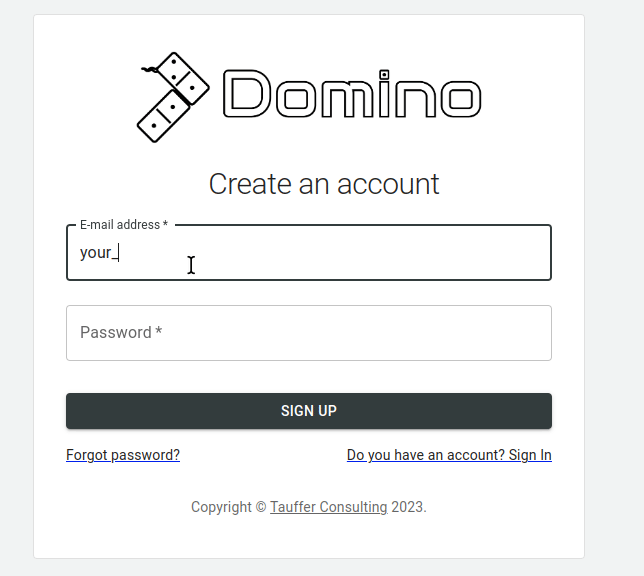 Domino
Create an account
E-mail address *
your_
Password *
SIGN UP
Forgot password? Do you have an account? Sign In
Copyright © Tauffer Consulting 2023.